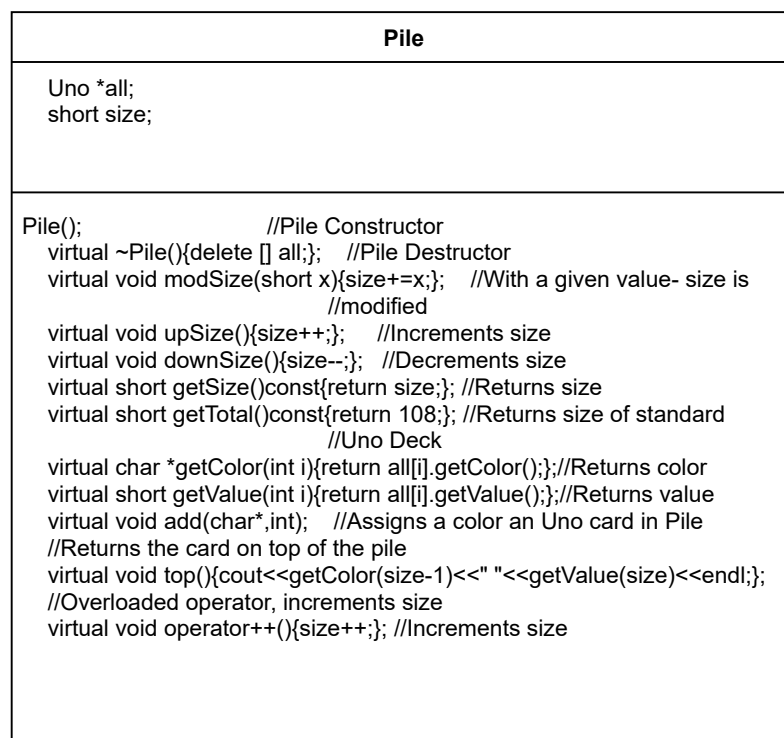 Pile
Uno *all;
short size;
Pile(); //Pile Constructor
virtual ~Pile(){delete [] all;}; //Pile Destructor
virtual void modSize(short x){size+=x;}; //With a given value- size is
//modified
virtual void upSize(){size++;}; //Increments size
virtual void downSize(){size--;}; //Decrements size
virtual short getSize()const{return size;}; //Returns size
virtual short getTotal()const{return 108;}; //Returns size of standard
//Uno Deck
virtual char *getColor(int i){return all[i].getColor();};//Returns color
virtual short getValue(int i){return all[i].getValue();};//Returns value
virtual void add(char*,int); //Assigns a color an Uno card in Pile
//Returns the card on top of the pile
virtual void top(){cout<<getColor(size-1)<<" "<<getValue(size)<<endl;};
//Overloaded operator, increments size
virtual void operator++(){size++;}; //Increments size